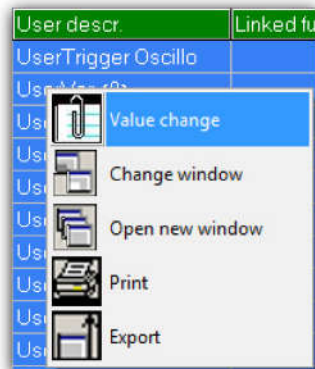 User descr. Linked fu
UserTrigger Oscillo
Value change
Change window
Open new window
Print
Export